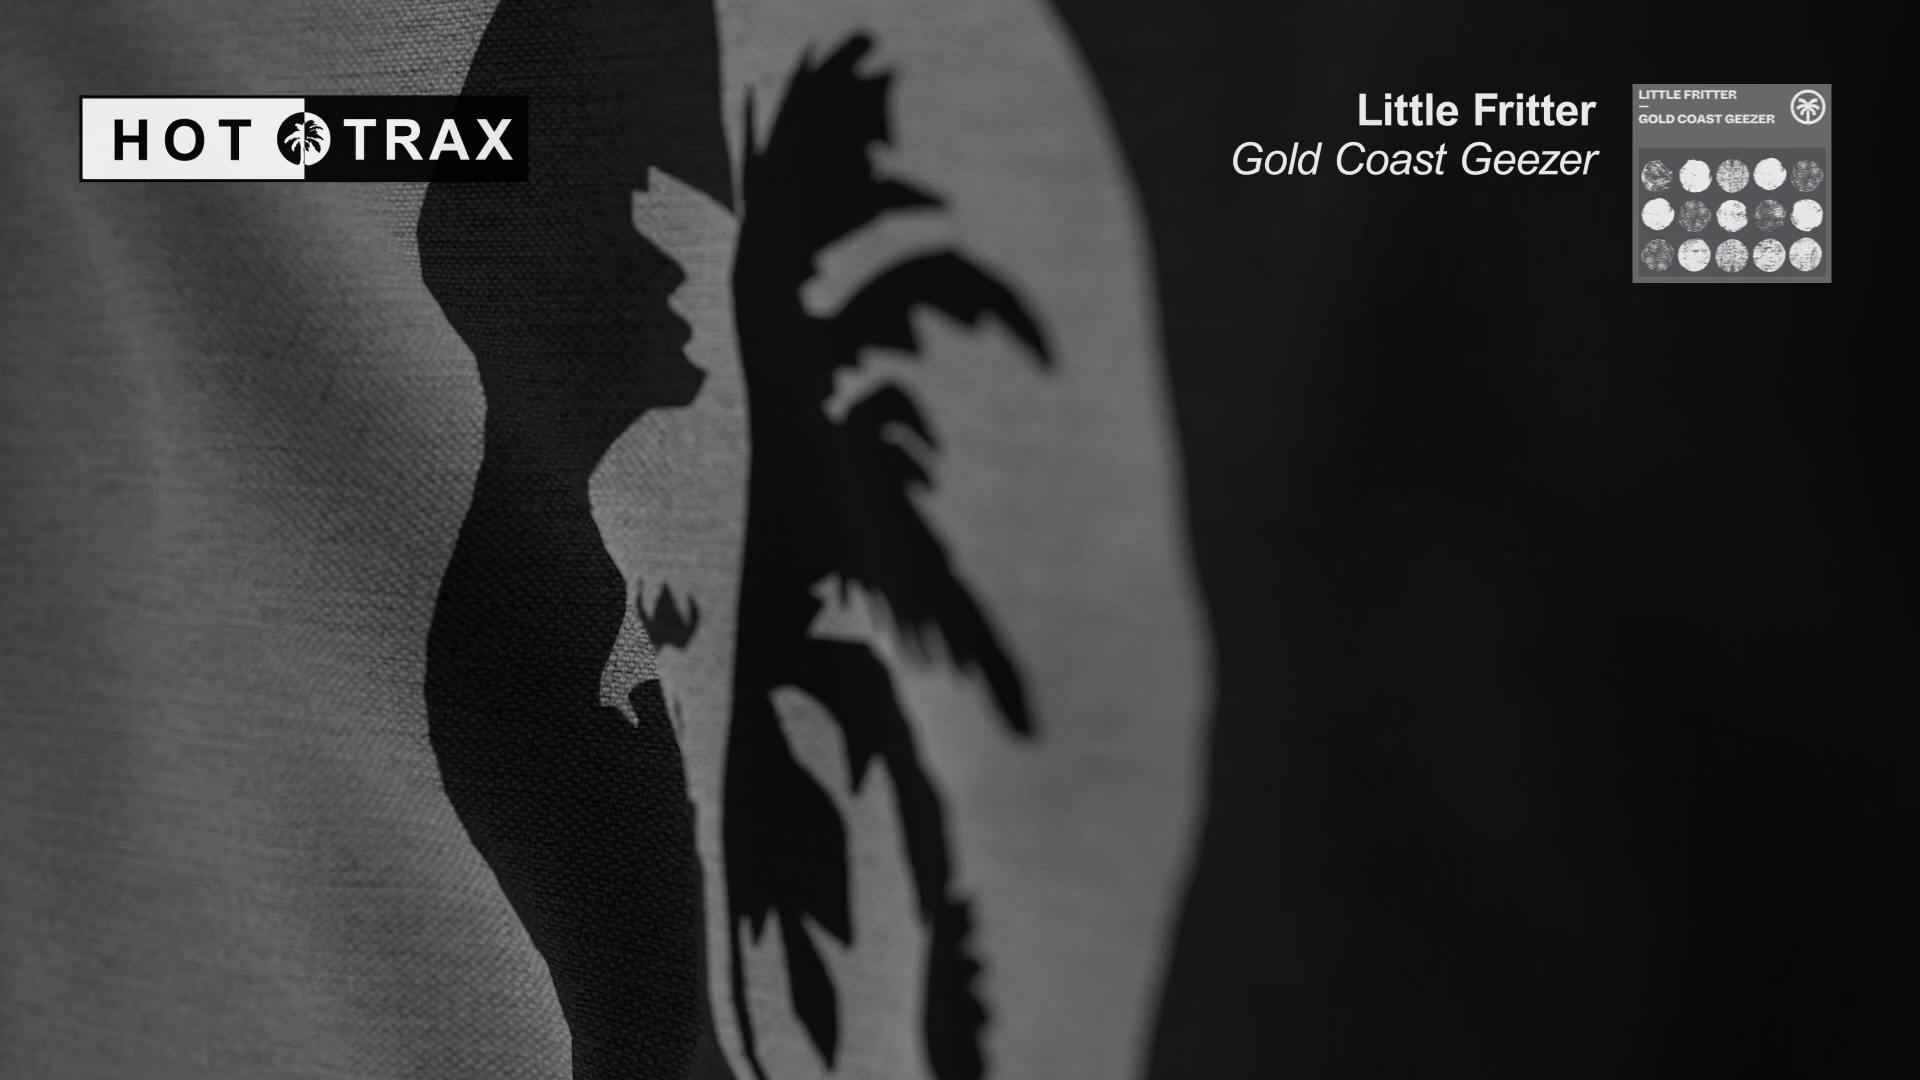 HOT TRAX
Little Fritter
Gold Coast Geezer
LITTLE FRITTER
—
GOLD COAST GEEZER